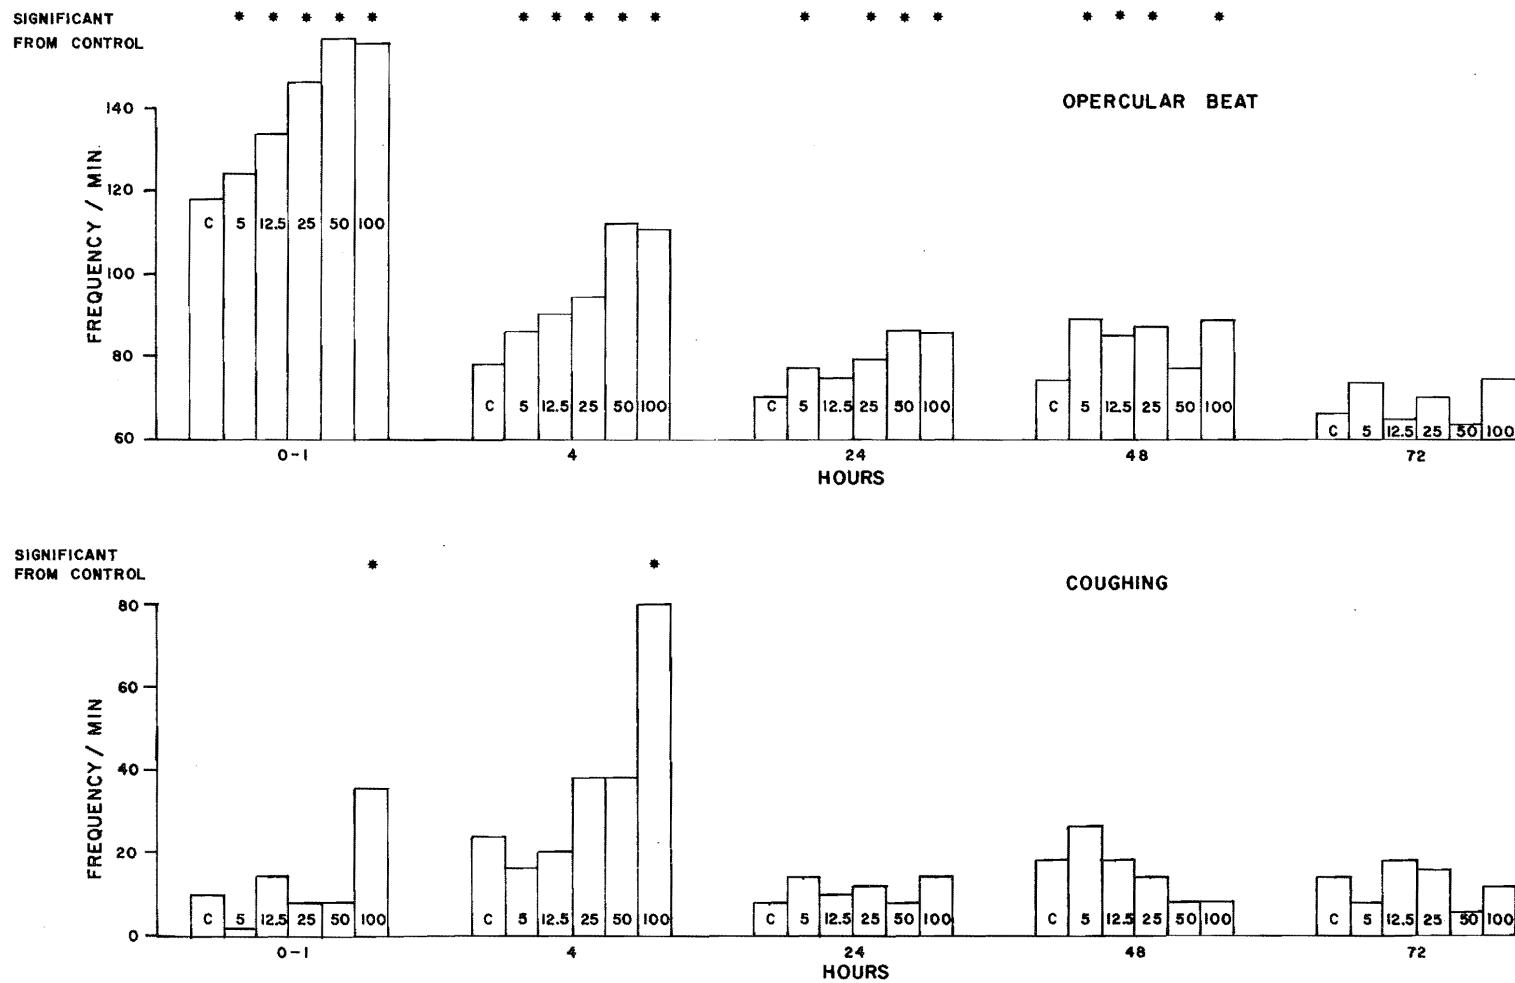 SIGNIFICANT * * * * * * * * * * * * * * * * * *
FROM CONTROL
OPERCULAR BEAT
FREQUENCY / MIN.
140
120
100
80
60
C 5 12.5 25 50 100
C 5 12.5 25 50 100
C 5 12.5 25 50 100
C 5 12.5 25 50 100
C 5 12.5 25 50 100
0-1 4 24 48 72
HOURS
SIGNIFICANT
FROM CONTROL * *
COUGHING
FREQUENCY / MIN
80
60
40
20
0
C 5 12.5 25 50 100
C 5 12.5 25 50 100
C 5 12.5 25 50 100
C 5 12.5 25 50 100
C 5 12.5 25 50 100
0-1 4 24 48 72
HOURS